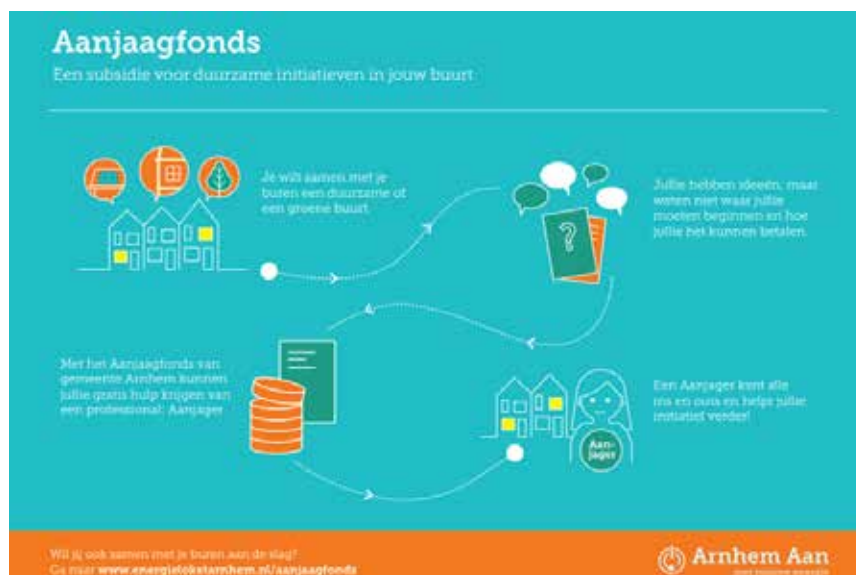 Aanjaagfonds
Een subsidie voor duurzame initiatieven in jouw buurt
Je wilt samen met je
buren een duurzame of
een groene buurt.
Jullie hebben ideeën, maar
weten niet waar jullie
moeten beginnen en hoe
jullie het kunnen betalen.
?
Met het Aanjaagfonds van
gemeente Arnhem kunnen
jullie gratis hulp krijgen van
een professional: Aanjager
Een Aanjager kent alle
ins en outs en helpt jullie
initiatief verder!
Aan-
jager
Wil jij ook samen met je buren aan de slag?
Ga naar www.energieloketarnhem.nl/aanjaagfonds
Arnhem Aan
met nieuwe energie